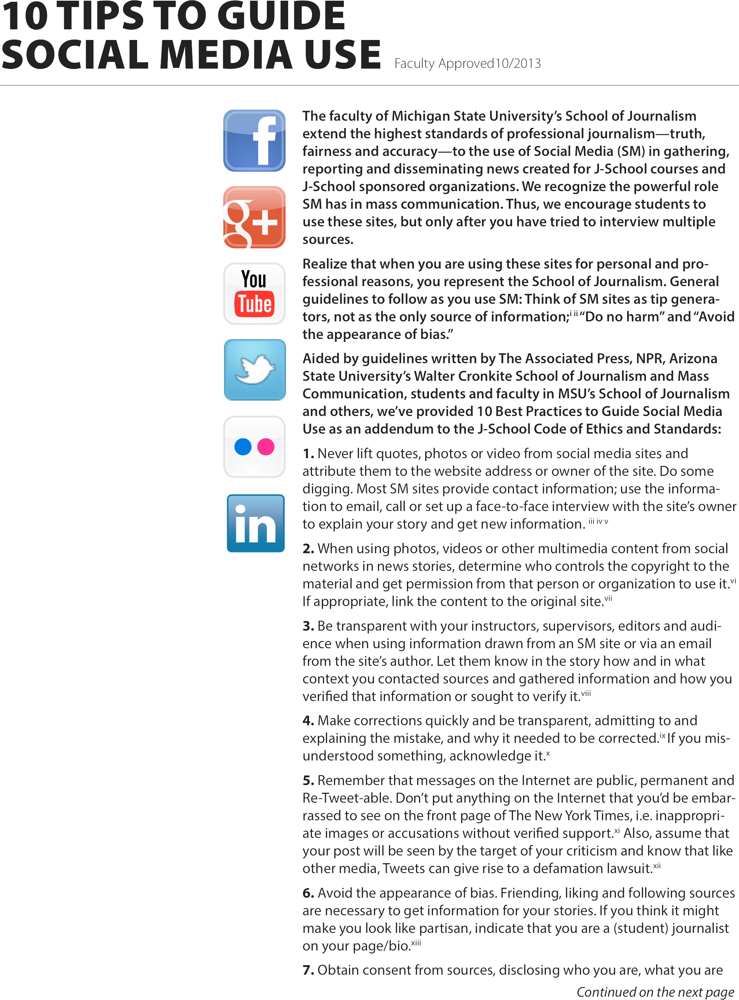 10 TIPS TO GUIDE
SOCIAL MEDIA USE Faculty Approved10/2013
f
g+
You
Tube
in
The faculty of Michigan State University’s School of Journalism
extend the highest standards of professional journalism—truth,
fairness and accuracy—to the use of Social Media (SM) in gathering,
reporting and disseminating news created for J-School courses and
J-School sponsored organizations. We recognize the powerful role
SM has in mass communication. Thus, we encourage students to
use these sites, but only after you have tried to interview multiple
sources.
Realize that when you are using these sites for personal and pro-
fessional reasons, you represent the School of Journalism. General
guidelines to follow as you use SM: Think of SM sites as tip genera-
tors, not as the only source of information;i ii “Do no harm” and “Avoid
the appearance of bias.”
Aided by guidelines written by The Associated Press, NPR, Arizona
State University’s Walter Cronkite School of Journalism and Mass
Communication, students and faculty in MSU’s School of Journalism
and others, we’ve provided 10 Best Practices to Guide Social Media
Use as an addendum to the J-School Code of Ethics and Standards:
1. Never lift quotes, photos or video from social media sites and
attribute them to the website address or owner of the site. Do some
digging. Most SM sites provide contact information; use the informa-
tion to email, call or set up a face-to-face interview with the site’s owner
to explain your story and get new information. iii iv v
2. When using photos, videos or other multimedia content from social
networks in news stories, determine who controls the copyright to the
material and get permission from that person or organization to use it.vi
If appropriate, link the content to the original site.vii
3. Be transparent with your instructors, supervisors, editors and audi-
ence when using information drawn from an SM site or via an email
from the site’s author. Let them know in the story how and in what
context you contacted sources and gathered information and how you
verified that information or sought to verify it.viii
4. Make corrections quickly and be transparent, admitting to and
explaining the mistake, and why it needed to be corrected.ix If you mis-
understood something, acknowledge it.x
5. Remember that messages on the Internet are public, permanent and
Re-Tweet-able. Don’t put anything on the Internet that you’d be embar-
rassed to see on the front page of The New York Times, i.e. inappropri-
ate images or accusations without verified support.xi Also, assume that
your post will be seen by the target of your criticism and know that like
other media, Tweets can give rise to a defamation lawsuit.xii
6. Avoid the appearance of bias. Friending, liking and following sources
are necessary to get information for your stories. If you think it might
make you look like partisan, indicate that you are a (student) journalist
on your page/bio.xiii
7. Obtain consent from sources, disclosing who you are, what you are
Continued on the next page